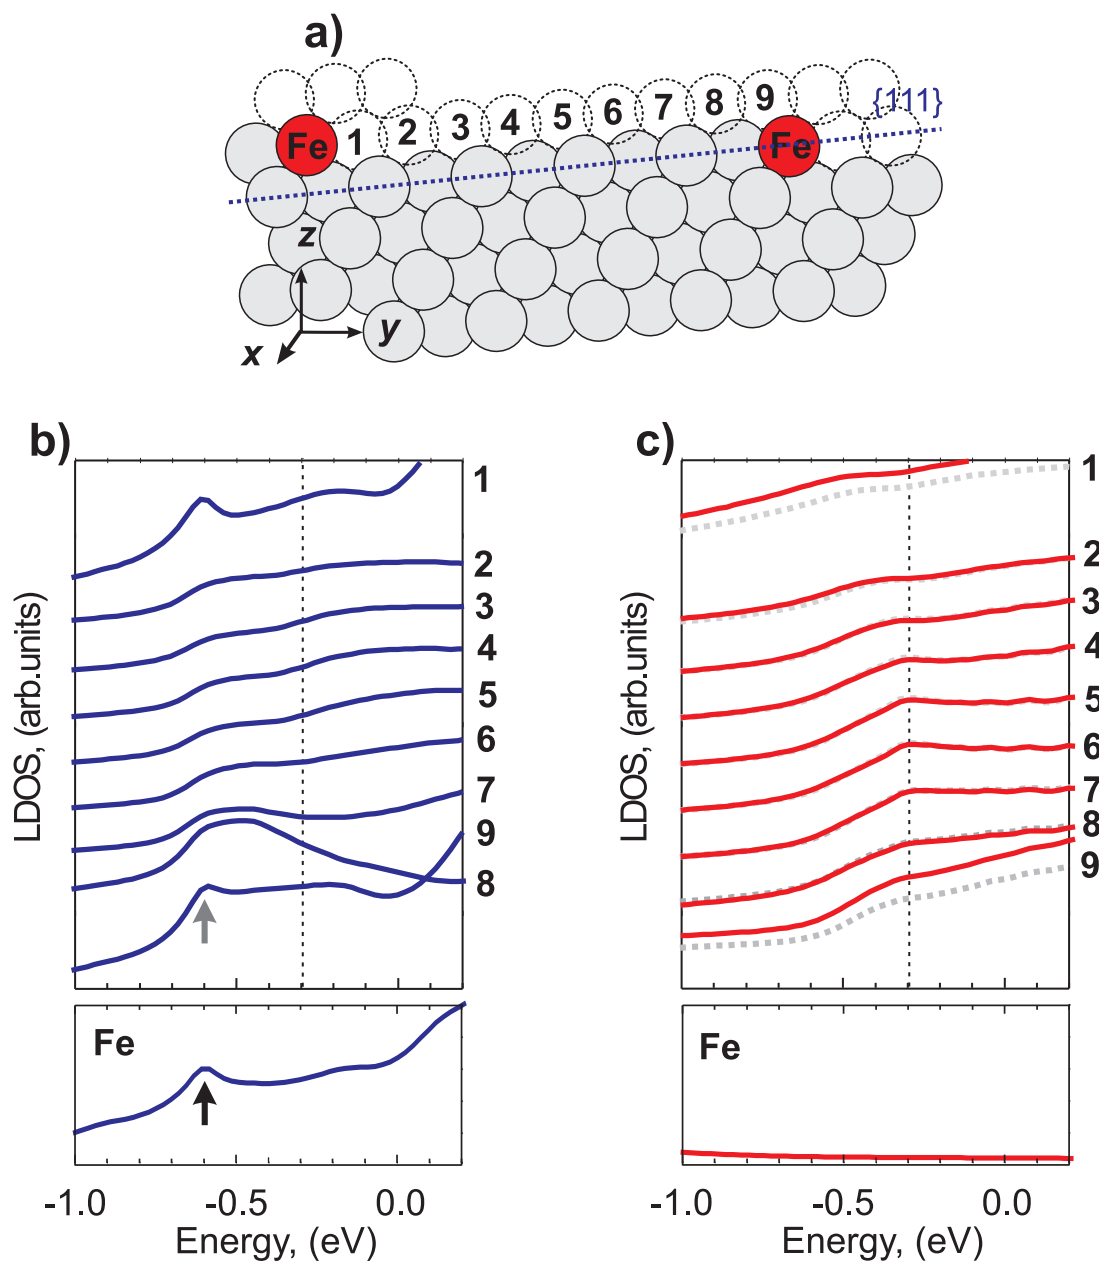 a)
{111}
Fe 1 2 3 4 5 6 7 8 9 Fe
z
y
x
b)
LDOS, (arb.units)
1
2
3
4
5
6
7
9
8
Fe
-1.0 -0.5 0.0
Energy, (eV)
c)
LDOS, (arb.units)
1
2
3
4
5
6
7
8
9
Fe
-1.0 -0.5 0.0
Energy, (eV)